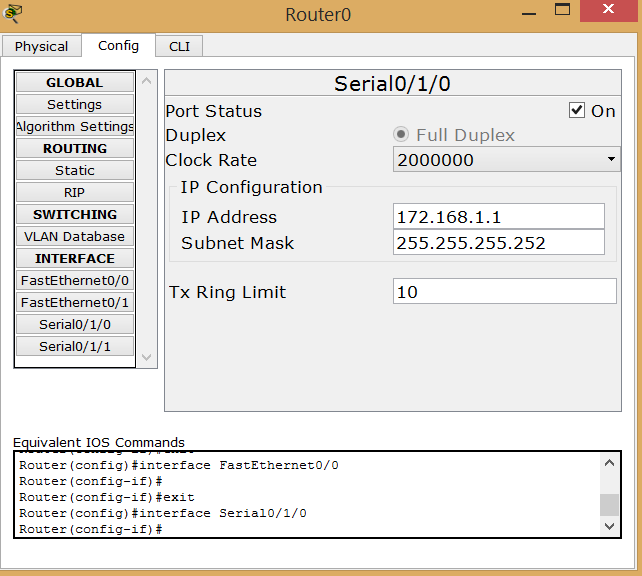 Router0
Physical
Config
CLI
GLOBAL
Settings
Algorithm Settings
ROUTING
Static
RIP
SWITCHING
VLAN Database
INTERFACE
FastEthernet0/0
FastEthernet0/1
Serial0/1/0
Serial0/1/1
Serial0/1/0
Port Status
On
Duplex
Full Duplex
Clock Rate
2000000
IP Configuration
IP Address
172.168.1.1
Subnet Mask
255.255.255.252
Tx Ring Limit
10
Equivalent IOS Commands
Router(config-if)#exit
Router(config)#interface FastEthernet0/0
Router(config-if)#
Router(config-if)#exit
Router(config)#interface Serial0/1/0
Router(config-if)#